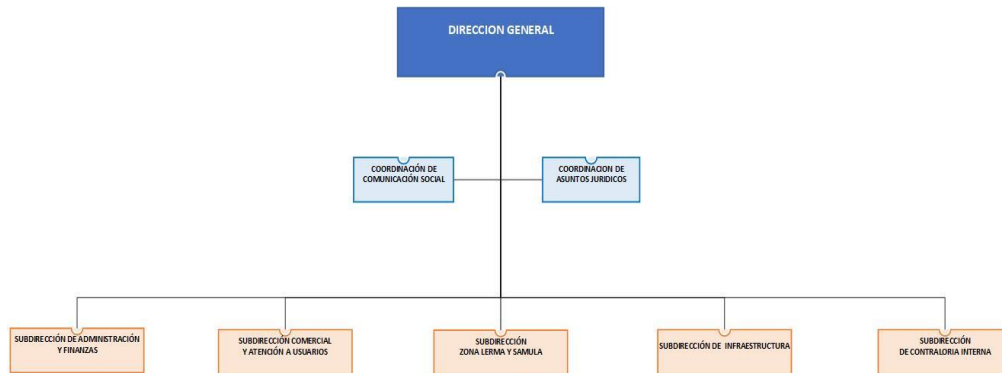 DIRECCION GENERAL
COORDINACIÓN DE
COMUNICACIÓN SOCIAL
COORDINACION DE
ASUNTOS JURIDICOS
SUBDIRECCIÓN DE ADMINISTRACIÓN
Y FINANZAS
SUBDIRECCIÓN COMERCIAL
Y ATENCIÓN A USUARIOS
SUBDIRECCIÓN
ZONA LERMA Y SAMULA
SUBDIRECCIÓN DE INFRAESTRUCTURA
SUBDIRECCIÓN
DE CONTRALORIA INTERNA